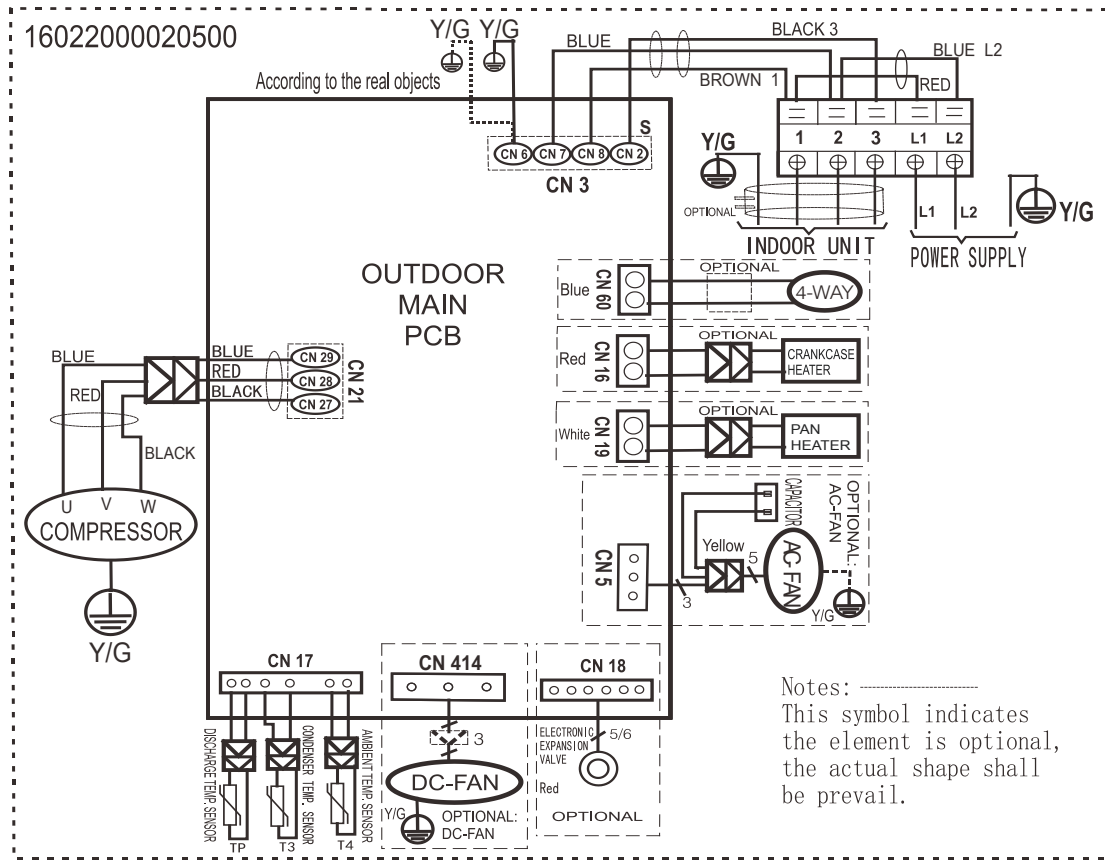 16022000020500
Y/G Y/G
According to the real objects
BLUE
BLACK 3
BLUE L2
BROWN 1
RED
S
CN 6 CN 7 CN 8 CN 2
CN 3
1 2 3 L1 L2
Y/G
OPTIONAL
L1 L2
Y/G
INDOOR UNIT
POWER SUPPLY
OUTDOOR
MAIN
PCB
Blue
CN 60
OPTIONAL
4-WAY
Red
CN 16
OPTIONAL
CRANKCASE
HEATER
White
CN 19
OPTIONAL
PAN
HEATER
BLUE
RED
BLACK
BLUE
RED
BLACK
CN 29
CN 28
CN 27
CN 21
U V W
COMPRESSOR
Y/G
CN 5
3
Yellow
5
CAPACITOR
AC-FAN
OPTIONAL:
AC-FAN
Y/G
CN 17
DISCHARGE TEMP. SENSOR
CONDENSER TEMP. SENSOR
AMBIENT TEMP. SENSOR
TP
T3
T4
CN 414
3
DC-FAN
Y/G
OPTIONAL:
DC-FAN
CN 18
ELECTRONIC
EXPANSION
VALVE
5/6
Red
OPTIONAL
Notes:
This symbol indicates
the element is optional,
the actual shape shall
be prevail.